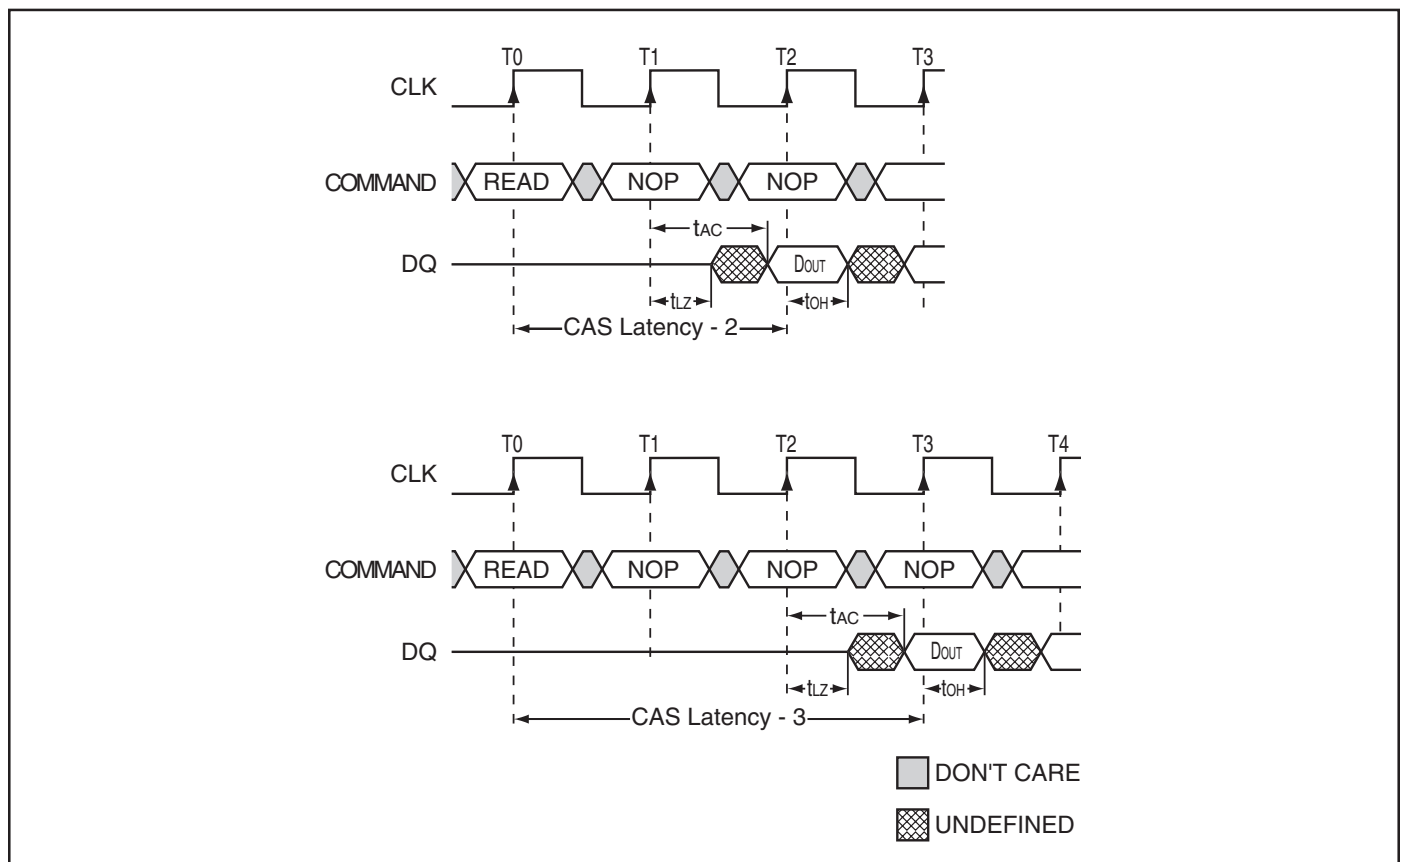 T0 T1 T2 T3
CLK
COMMAND READ NOP NOP
tAC
DQ DOUT
tLZ tOH
CAS Latency - 2
T0 T1 T2 T3 T4
CLK
COMMAND READ NOP NOP NOP
tAC
DQ DOUT
tLZ tOH
CAS Latency - 3
DON'T CARE
UNDEFINED